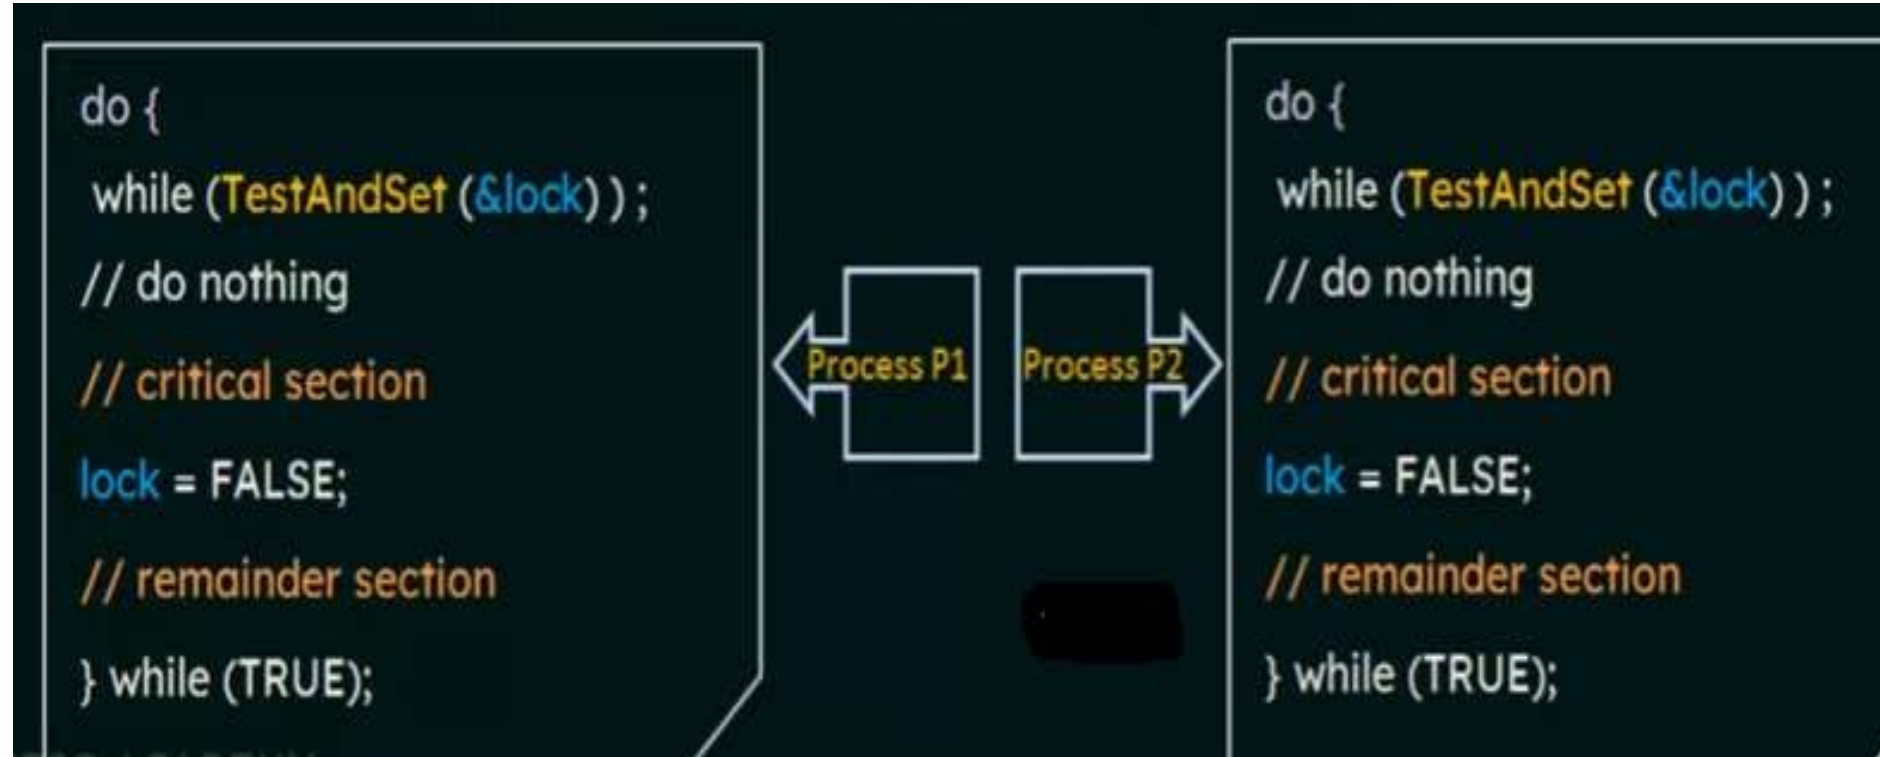 do {
while (TestAndSet (&lock) ) ;
// do nothing
// critical section
lock = FALSE;
// remainder section
} while (TRUE);
Process P1
Process P2
do {
while (TestAndSet (&lock) ) ;
// do nothing
// critical section
lock = FALSE;
// remainder section
} while (TRUE);